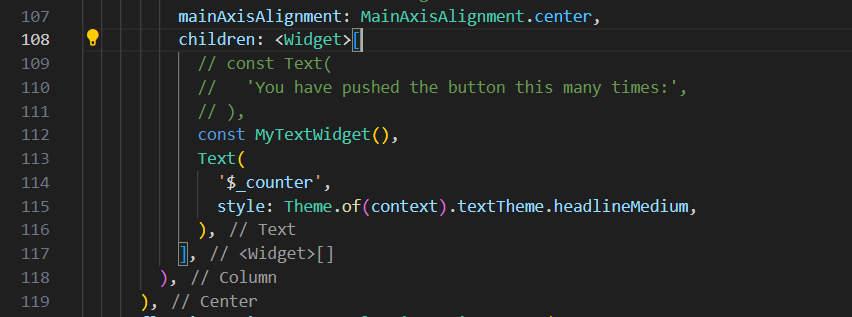 107 mainAxisAlignment: MainAxisAlignment.center,
108 children: <Widget>[
109 // const Text(
110 //   'You have pushed the button this many times:',
111 // ),
112 const MyTextWidget(),
113 Text(
114 '$_counter',
115 style: Theme.of(context).textTheme.headlineMedium,
116 ), // Text
117 ], // <Widget>[]
118 ), // Column
119 ), // Center